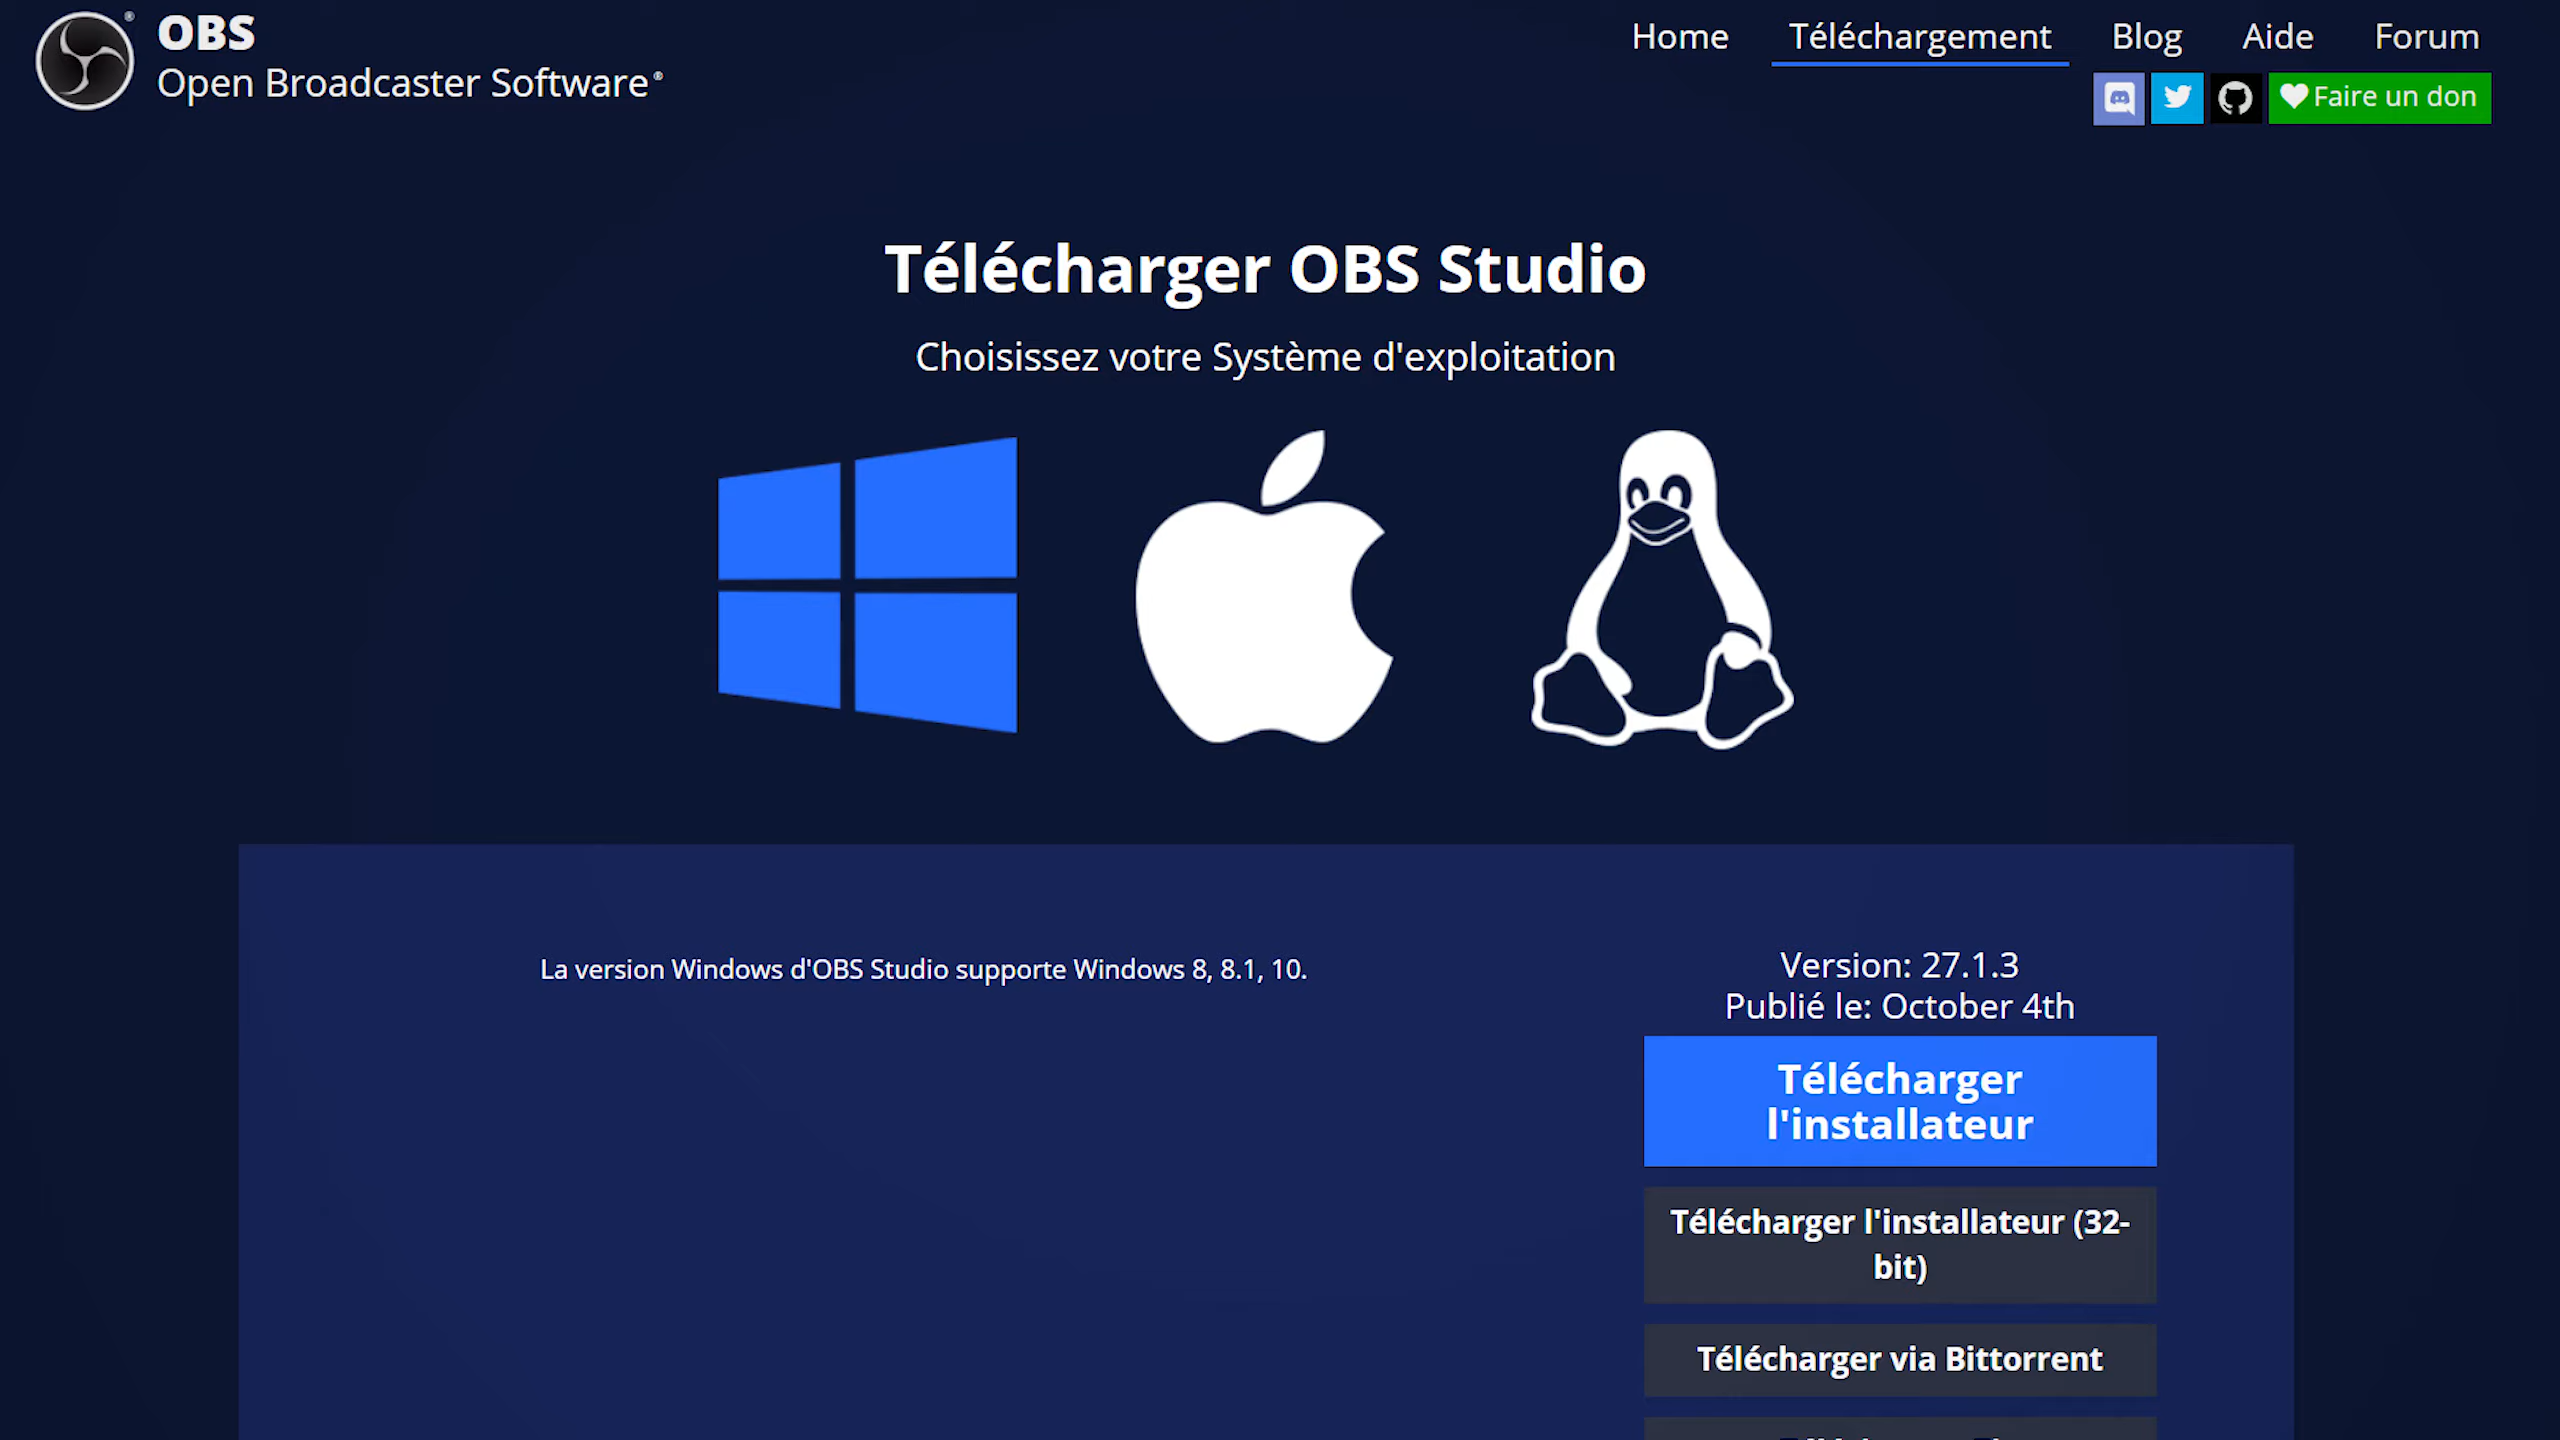 OBS
Open Broadcaster Software®
Home Téléchargement Blog Aide Forum
Faire un don
Télécharger OBS Studio
Choisissez votre Système d'exploitation
La version Windows d'OBS Studio supporte Windows 8, 8.1, 10.
Version: 27.1.3
Publié le: October 4th
Télécharger
l'installateur
Télécharger l'installateur (32-
bit)
Télécharger via Bittorrent